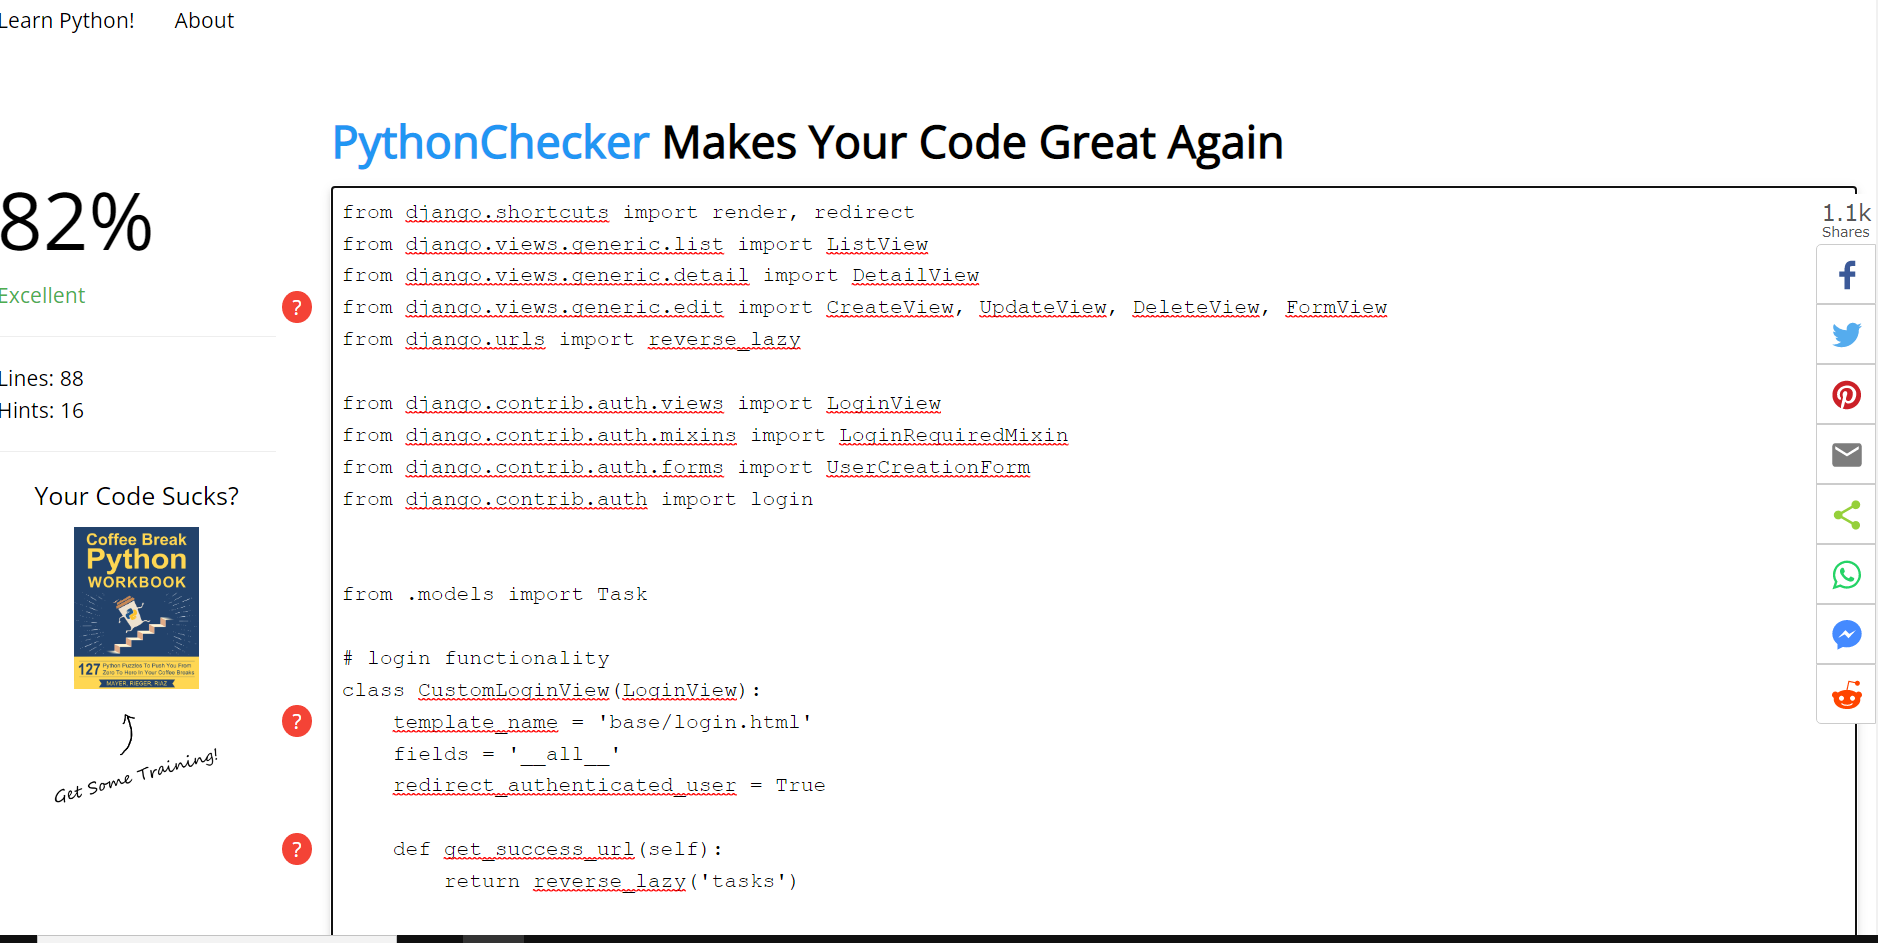 Learn Python! About
PythonChecker Makes Your Code Great Again
82%
Excellent
?
Lines: 88
Hints: 16
Your Code Sucks?
Coffee Break
Python
WORKBOOK
127 Python Puzzles To Push You From
Zero To Hero in Your Coffee Breaks
MAYER, RIEGER, RIAZ
Get Some Training!
?
?
from django.shortcuts import render, redirect
from django.views.generic.list import ListView
from django.views.generic.detail import DetailView
from django.views.generic.edit import CreateView, UpdateView, DeleteView, FormView
from django.urls import reverse_lazy
from django.contrib.auth.views import LoginView
from django.contrib.auth.mixins import LoginRequiredMixin
from django.contrib.auth.forms import UserCreationForm
from django.contrib.auth import login
from .models import Task
# login functionality
class CustomLoginView(LoginView):
template_name = 'base/login.html'
fields = '__all__'
redirect_authenticated_user = True
def get_success_url(self):
return reverse_lazy('tasks')
1.1k
Shares